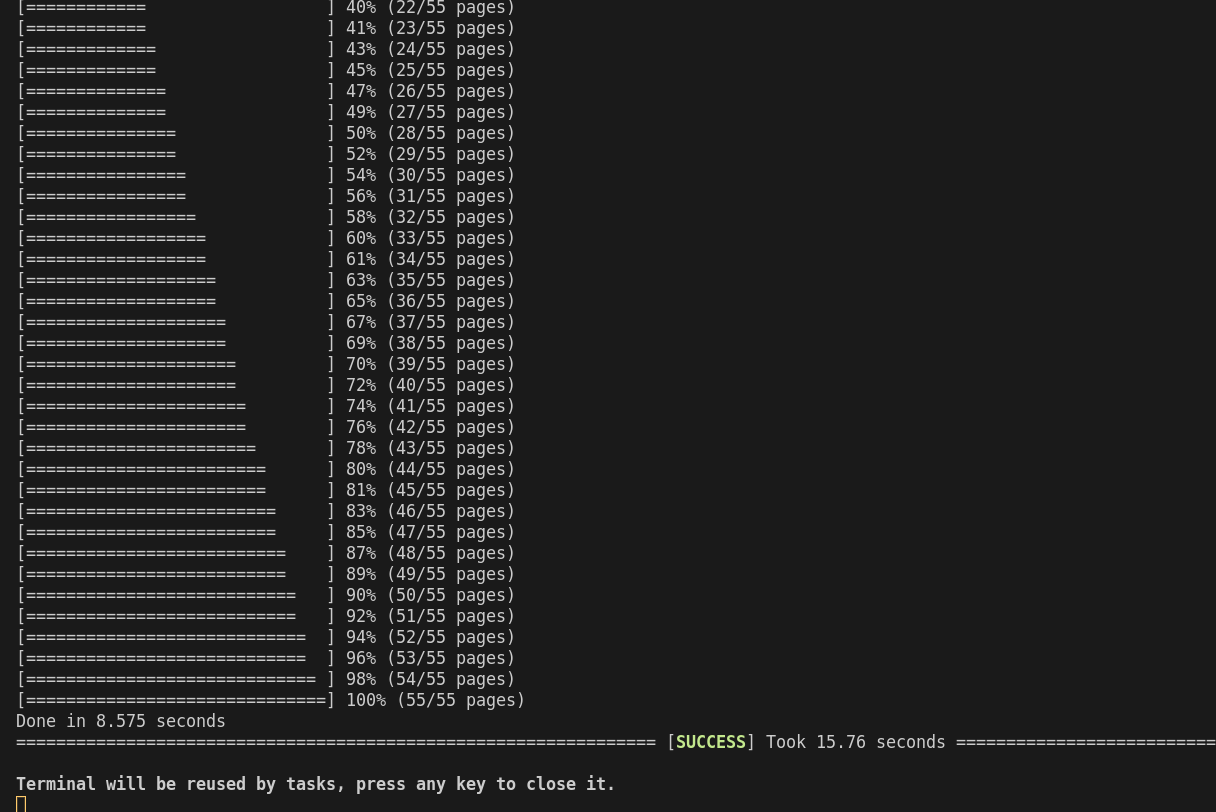 [============                  ] 40% (22/55 pages)
[============                  ] 41% (23/55 pages)
[=============                 ] 43% (24/55 pages)
[=============                 ] 45% (25/55 pages)
[==============                ] 47% (26/55 pages)
[==============                ] 49% (27/55 pages)
[===============               ] 50% (28/55 pages)
[===============               ] 52% (29/55 pages)
[================              ] 54% (30/55 pages)
[================              ] 56% (31/55 pages)
[=================             ] 58% (32/55 pages)
[==================            ] 60% (33/55 pages)
[==================            ] 61% (34/55 pages)
[===================           ] 63% (35/55 pages)
[===================           ] 65% (36/55 pages)
[====================          ] 67% (37/55 pages)
[====================          ] 69% (38/55 pages)
[=====================         ] 70% (39/55 pages)
[=====================         ] 72% (40/55 pages)
[======================        ] 74% (41/55 pages)
[======================        ] 76% (42/55 pages)
[=======================       ] 78% (43/55 pages)
[========================      ] 80% (44/55 pages)
[========================      ] 81% (45/55 pages)
[=========================     ] 83% (46/55 pages)
[=========================     ] 85% (47/55 pages)
[==========================    ] 87% (48/55 pages)
[==========================    ] 89% (49/55 pages)
[===========================   ] 90% (50/55 pages)
[===========================   ] 92% (51/55 pages)
[============================  ] 94% (52/55 pages)
[============================  ] 96% (53/55 pages)
[============================= ] 98% (54/55 pages)
[==============================] 100% (55/55 pages)
Done in 8.575 seconds
================================================================ [SUCCESS] Took 15.76 seconds ==========================
Terminal will be reused by tasks, press any key to close it.